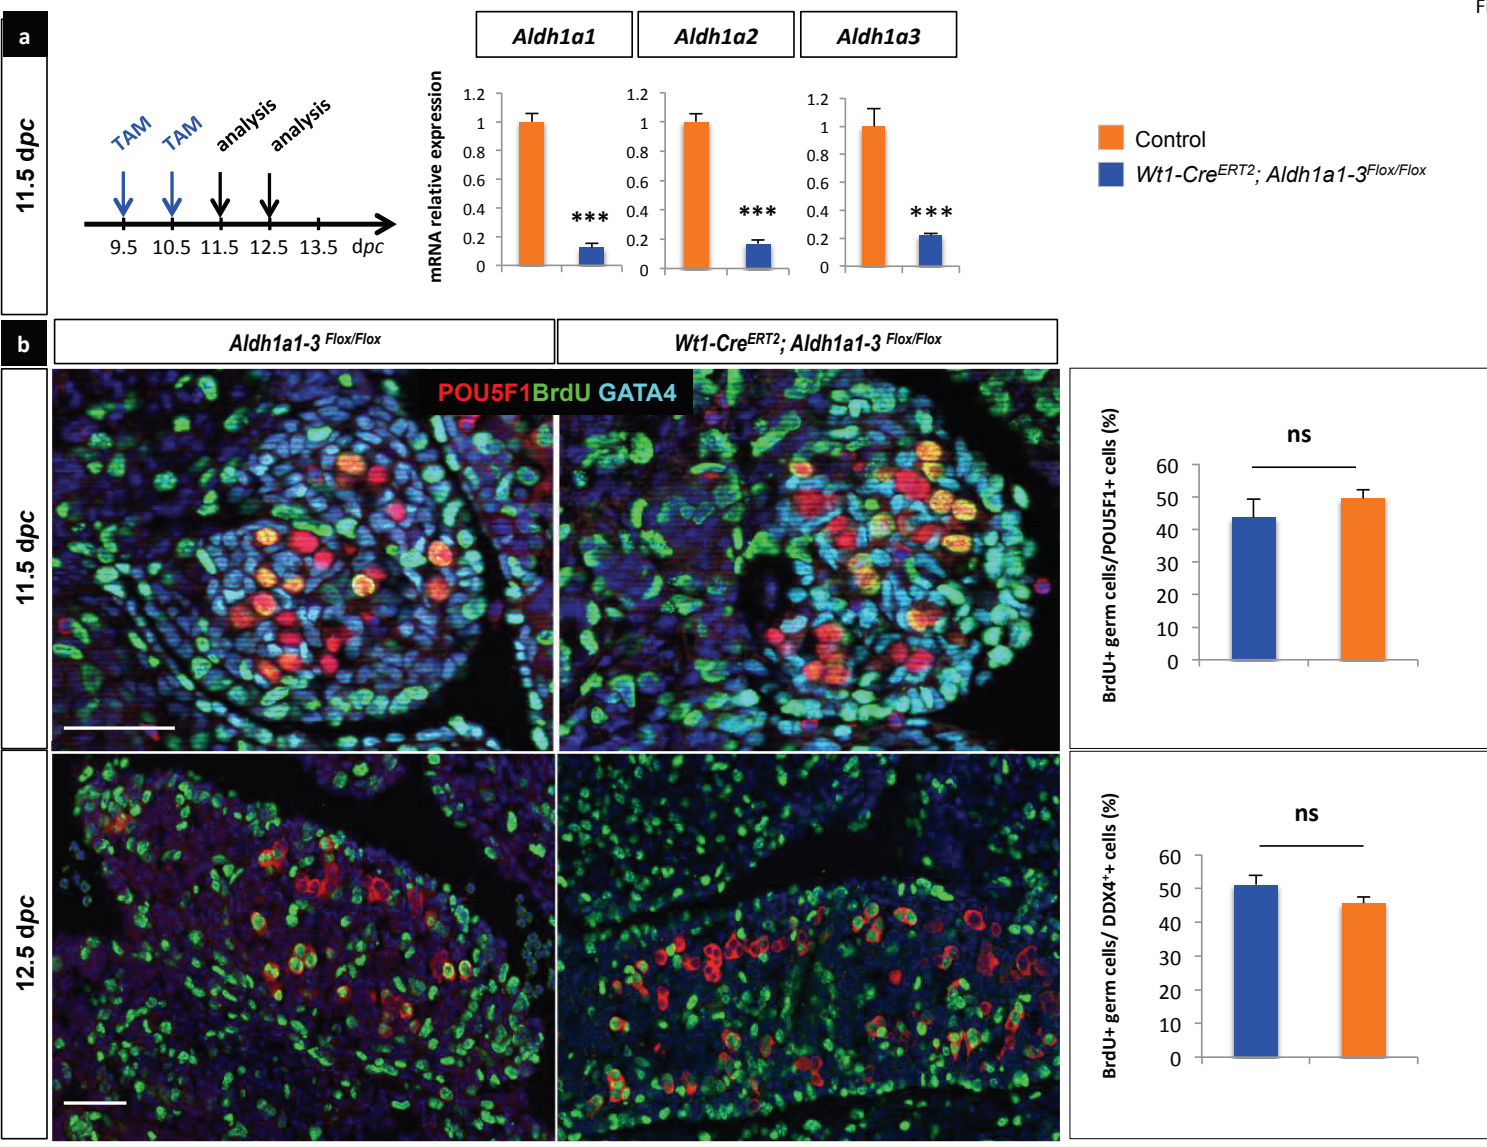 Fi
a
11.5 dpc
TAM
TAM
analysis
analysis
9.5 10.5 11.5 12.5 13.5 dpc
Aldh1a1
Aldh1a2
Aldh1a3
mRNA relative expression
1.2
1
0.8
0.6
0.4
0.2
0
***
1.2
1
0.8
0.6
0.4
0.2
0
***
1.2
1
0.8
0.6
0.4
0.2
0
***
Control
Wt1-CreERT2; Aldh1a1-3Flox/Flox
b
Aldh1a1-3 Flox/Flox
Wt1-CreERT2; Aldh1a1-3 Flox/Flox
11.5 dpc
POU5F1BrdU GATA4
BrdU+ germ cells/POU5F1+ cells (%)
ns
60
50
40
30
20
10
0
12.5 dpc
BrdU+ germ cells/ DDX4++ cells (%)
ns
60
50
40
30
20
10
0